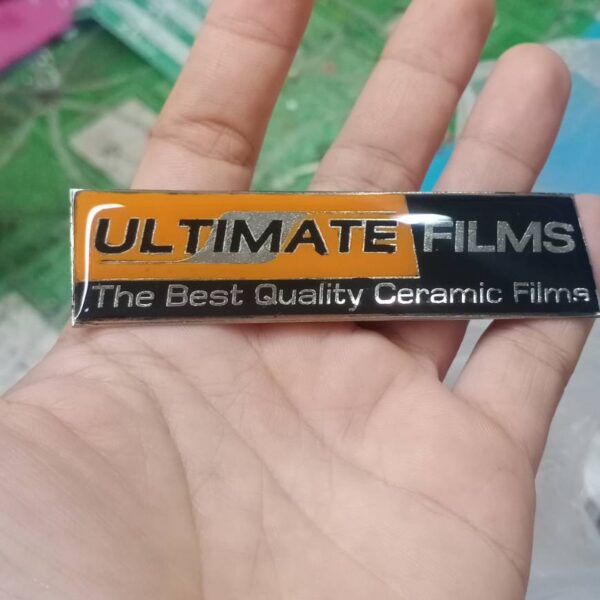 ULTIMATE FILMS
The Best Quality Ceramic Films